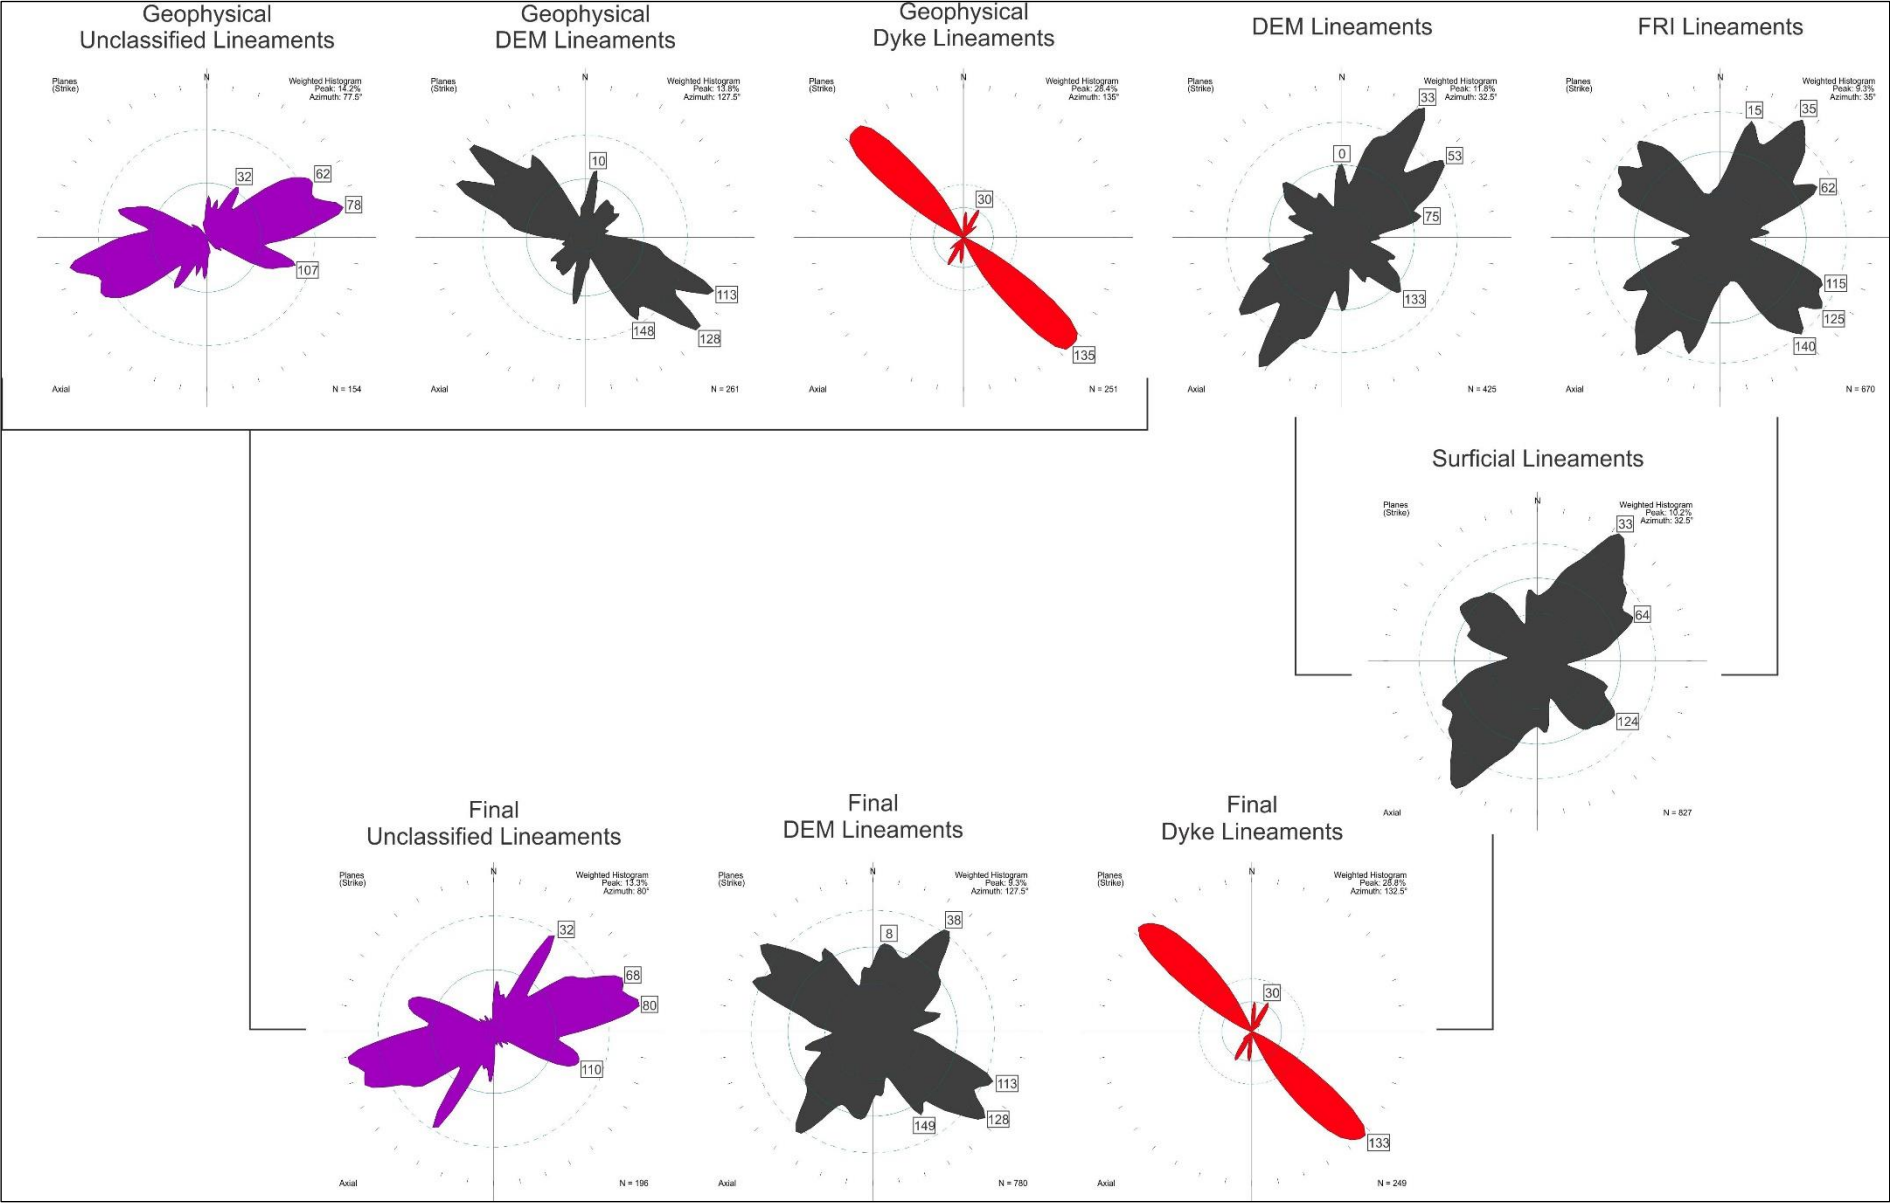 Geophysical
Unclassified Lineaments
Planes
(Strike)
N
Weighted Histogram
Peak: 14.2%
Azimuth: 77.5°
32
62
78
107
Axial
N = 154
Geophysical
DEM Lineaments
Planes
(Strike)
N
Weighted Histogram
Peak: 13.8%
Azimuth: 127.5°
10
113
128
148
Axial
N = 261
Geophysical
Dyke Lineaments
Planes
(Strike)
N
Weighted Histogram
Peak: 28.4%
Azimuth: 135°
30
135
Axial
N = 251
DEM Lineaments
Planes
(Strike)
N
Weighted Histogram
Peak: 11.8%
Azimuth: 32.5°
33
0
53
75
133
Axial
N = 425
FRI Lineaments
Planes
(Strike)
N
Weighted Histogram
Peak: 9.3%
Azimuth: 35°
15
35
62
115
125
140
Axial
N = 670
Surficial Lineaments
Planes
(Strike)
N
Weighted Histogram
Peak: 10.2%
Azimuth: 32.5°
33
64
124
Axial
N = 827
Final
Unclassified Lineaments
Planes
(Strike)
N
Weighted Histogram
Peak: 13.3%
Azimuth: 80°
32
68
80
110
Axial
N = 196
Final
DEM Lineaments
Planes
(Strike)
N
Weighted Histogram
Peak: 9.3%
Azimuth: 127.5°
8
38
113
128
149
Axial
N = 780
Final
Dyke Lineaments
Planes
(Strike)
N
Weighted Histogram
Peak: 28.8%
Azimuth: 132.5°
30
133
Axial
N = 249